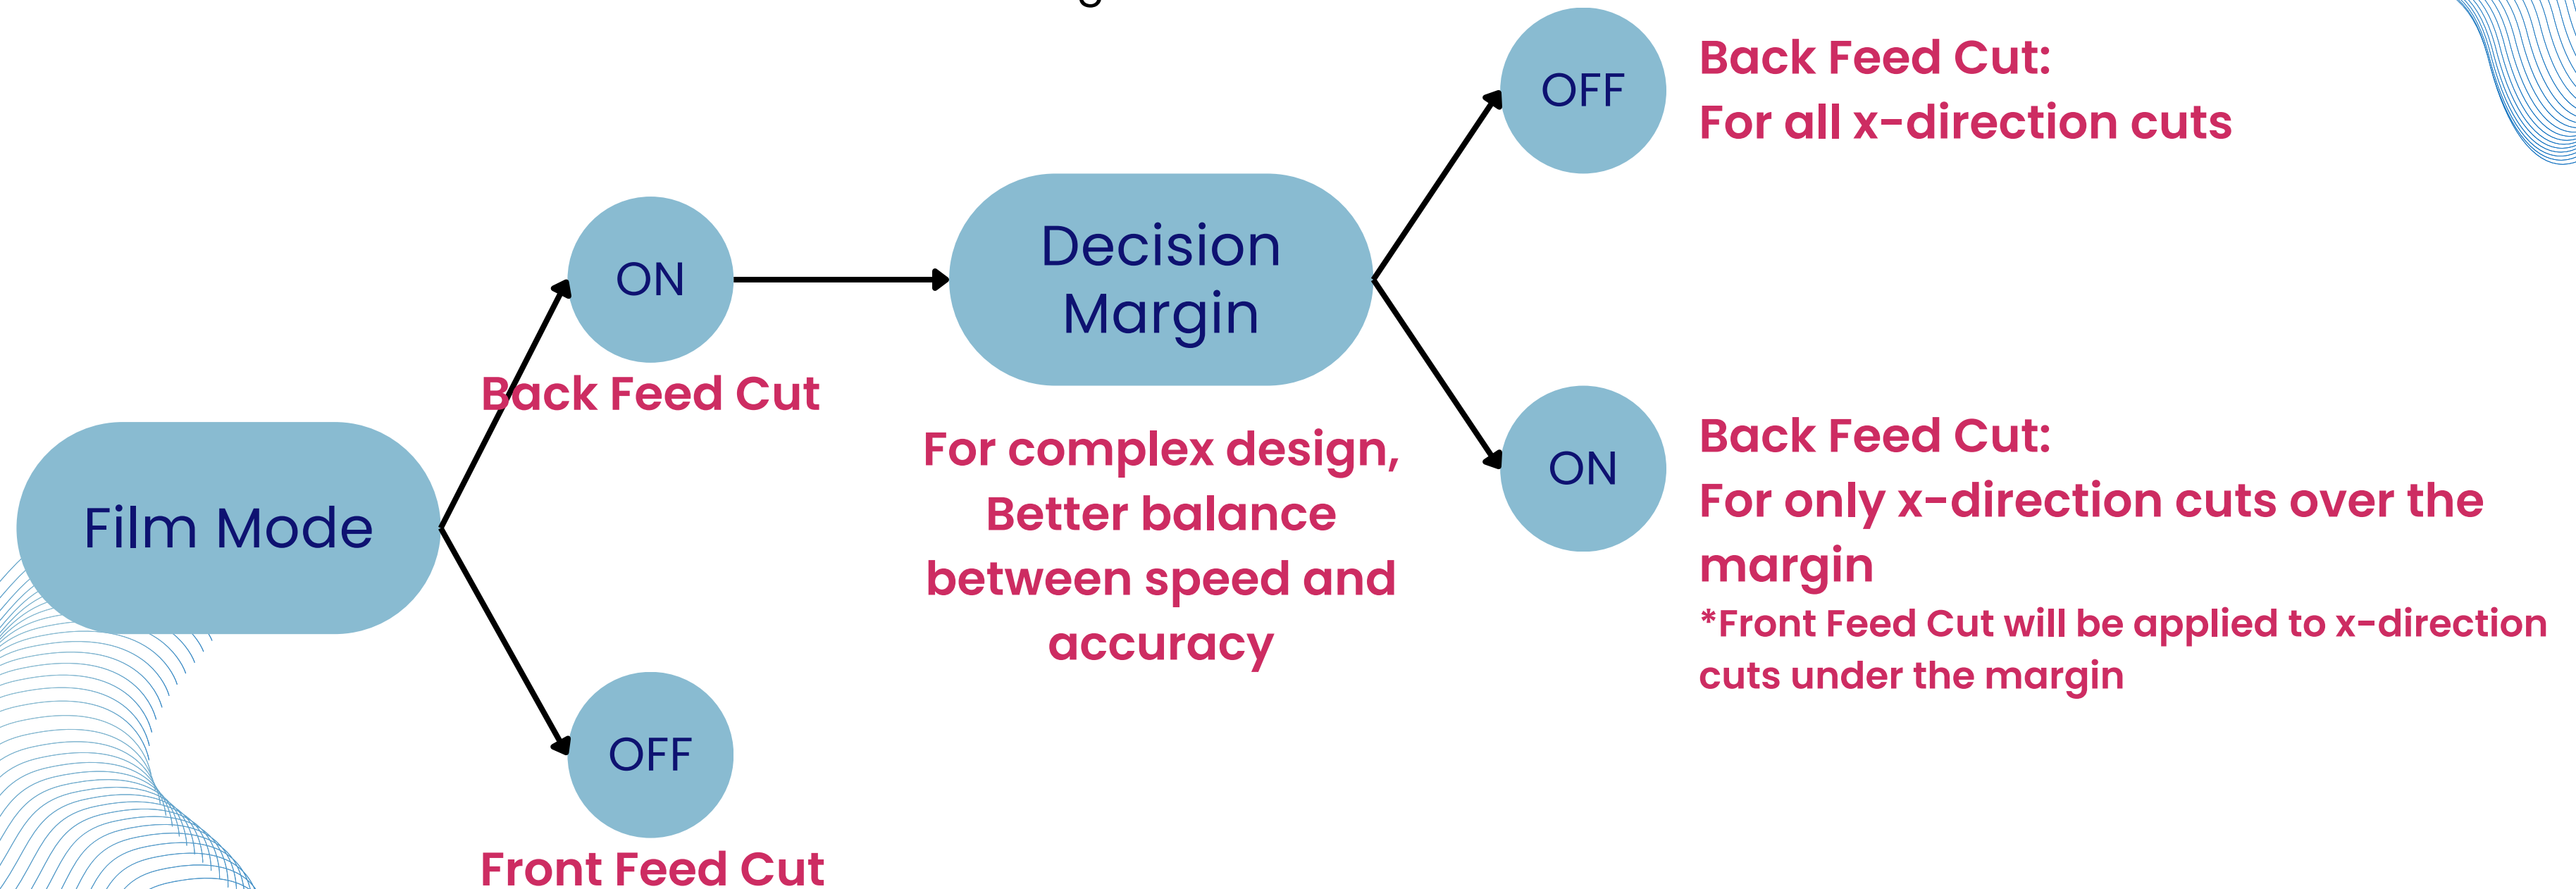 OFF
Back Feed Cut:
For all x-direction cuts
ON
Decision
Margin
Back Feed Cut
For complex design,
Better balance
between speed and
accuracy
ON
Back Feed Cut:
For only x-direction cuts over the
margin
*Front Feed Cut will be applied to x-direction
cuts under the margin
Film Mode
OFF
Front Feed Cut